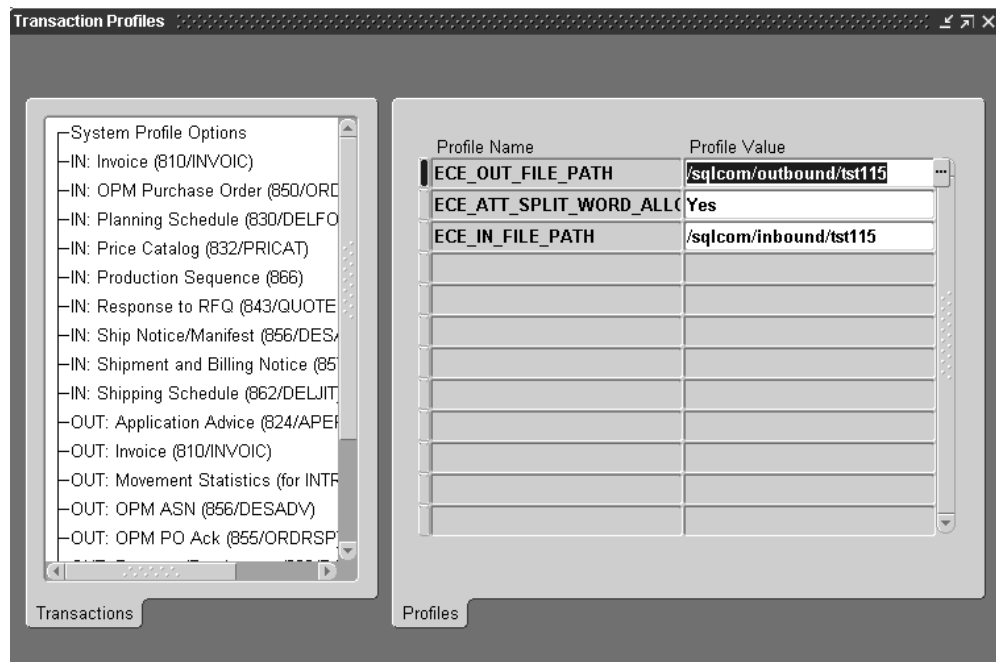 Transaction Profiles
System Profile Options
IN: Invoice (810/INVOIC)
IN: OPM Purchase Order (850/ORD
IN: Planning Schedule (830/DELFO
IN: Price Catalog (832/PRICAT)
IN: Production Sequence (866)
IN: Response to RFQ (843/QUOTE
IN: Ship Notice/Manifest (856/DES
IN: Shipment and Billing Notice (85
IN: Shipping Schedule (862/DELJIT
OUT: Application Advice (824/APE
OUT: Invoice (810/INVOIC)
OUT: Movement Statistics (for INTR
OUT: OPM ASN (856/DESADV)
OUT: OPM PO Ack (855/ORDRSP
Transactions
Profile Name Profile Value
ECE_OUT_FILE_PATH /sqlcom/outbound/tst115
ECE_ATT_SPLIT_WORD_ALLO Yes
ECE_IN_FILE_PATH /sqlcom/inbound/tst115
Profiles